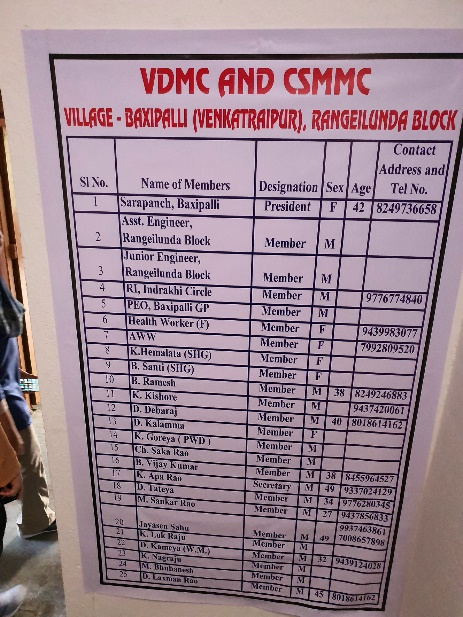 VDMC AND CSMMC
VILLAGE - BAXIPALLI (VENKATRAIPUR), RANGEILUNDA BLOCK
Sl No. Name of Members Designation Sex Age Contact Address and Tel No.
1 Sarapanch, Baxipalli President F 42 8249736658
2 Asst. Engineer, Rangeilunda Block Member M
3 Junior Engineer, Rangeilunda Block Member M
4 RI, Indrakhi Circle Member M 9776774840
5 PEO, Baxipalli GP Member M
6 Health Worker (F) Member F 9439983077
7 AWW Member F 7992809520
8 K.Hemalata (SHG) Member F
9 B. Santi (SHG) Member F
10 B. Ramesh Member M 38 8249246883
11 K. Kishore Member M 9437420061
12 D. Debaraj Member M 40 8018614162
13 D. Kalamma Member F
14 K. Goreya ( PWD ) Member M
15 Ch. Saka Rao Member M
16 B. Vijay Kumar Member M
17 K. Apa Rao Member M 38 8455964527
18 D. Tateya Secretary M 49 9337024129
19 M. Sankar Rao Member M 34 9776280345
27 9437856833
20 Jayasen Sahu 9937463861
21 K. Lok Raju Member M 49 7008657898
22 D. Kameya (W.M.) Member M
23 K. Nagraju Member M 32 9439124028
24 M. Bhubanesh Member M
25 D. Laxman Rao Member M 45 8018614162